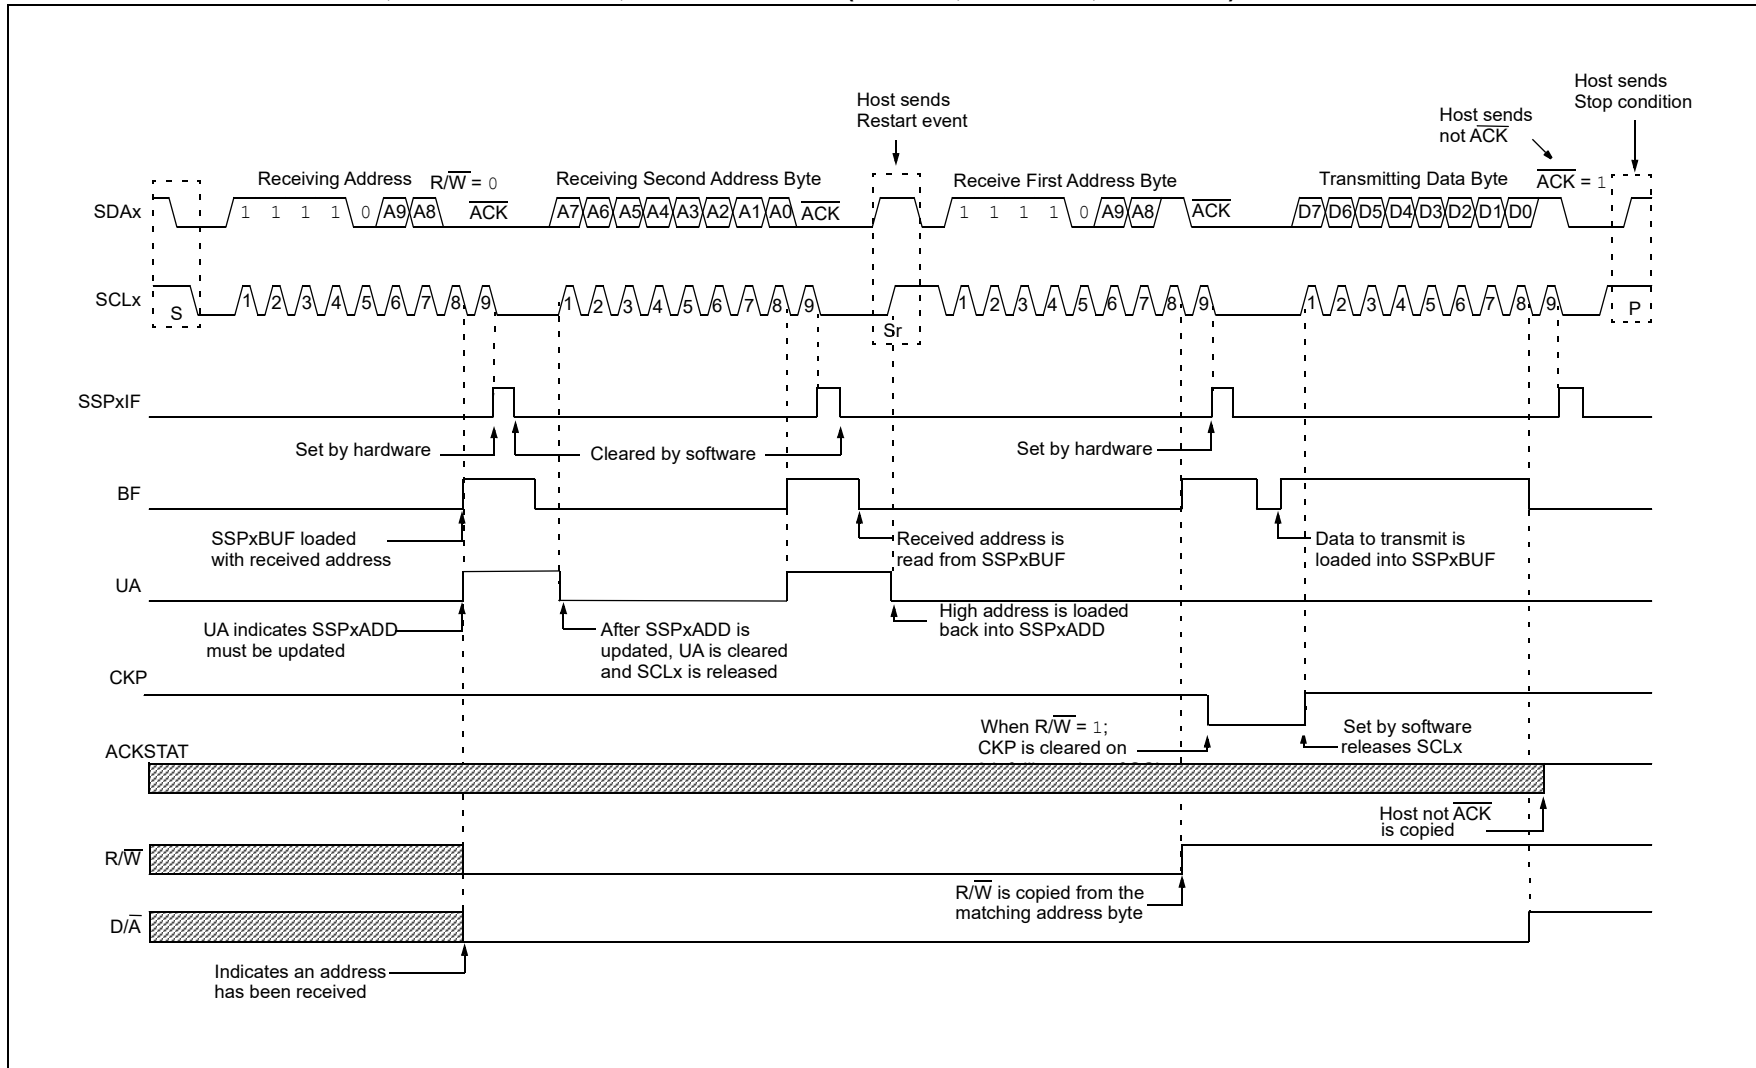 Host sends
Stop condition
Host sends
Restart event
Host sends
not ACK
Receiving Address R/W = 0
Receiving Second Address Byte
Receive First Address Byte
Transmitting Data Byte
ACK = 1
SDAx
1 1 1 1 0 A9 A8 ACK
A7 A6 A5 A4 A3 A2 A1 A0 ACK
1 1 1 1 0 A9 A8 ACK
D7 D6 D5 D4 D3 D2 D1 D0
SCLx
S
1 2 3 4 5 6 7 8 9
1 2 3 4 5 6 7 8 9
Sr
1 2 3 4 5 6 7 8 9
1 2 3 4 5 6 7 8 9
P
SSPxIF
Set by hardware
Cleared by software
Set by hardware
BF
SSPxBUF loaded
with received address
Received address is
read from SSPxBUF
Data to transmit is
loaded into SSPxBUF
UA
UA indicates SSPxADD
must be updated
After SSPxADD is
updated, UA is cleared
and SCLx is released
High address is loaded
back into SSPxADD
CKP
When R/W = 1;
CKP is cleared on
Set by software
releases SCLx
ACKSTAT
Host not ACK
is copied
R/W
R/W is copied from the
matching address byte
D/A
Indicates an address
has been received